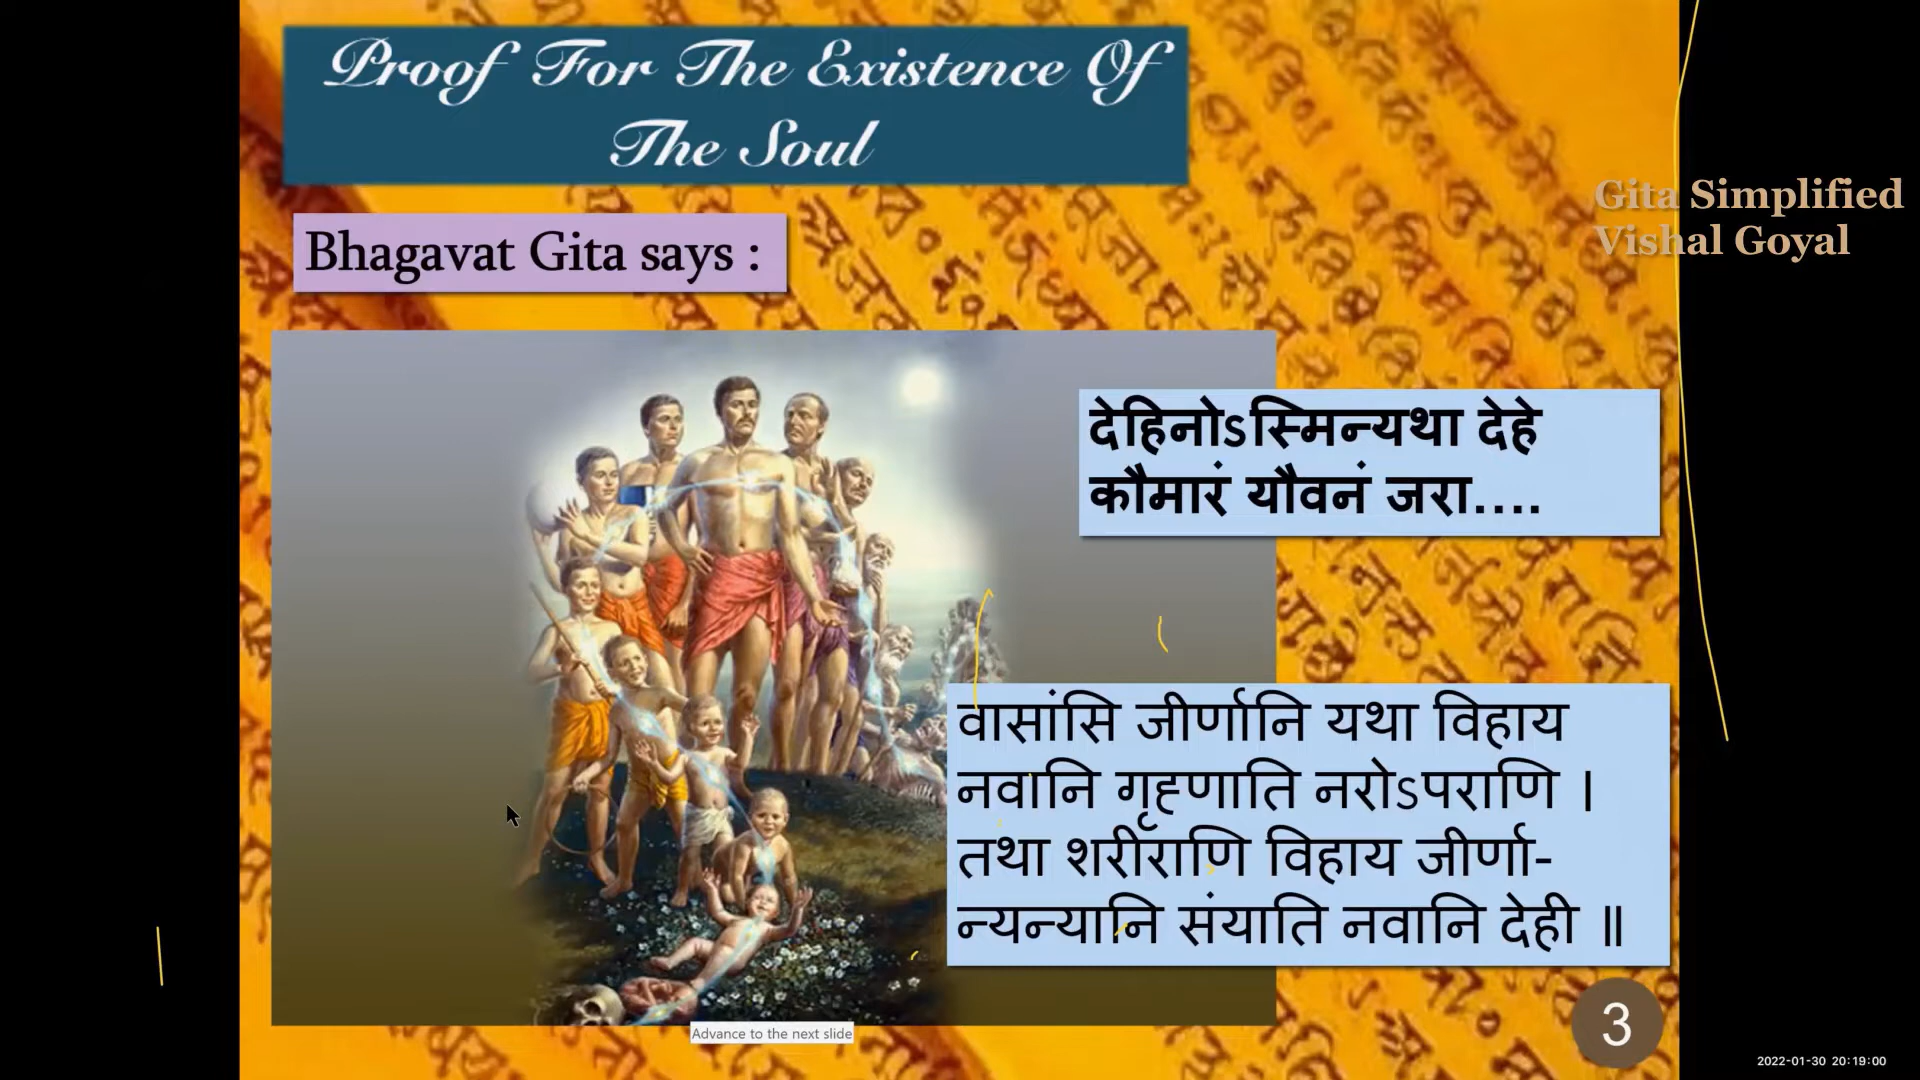 Proof For The Existence Of
The Soul
Gita Simplified
Vishal Goyal
Bhagavat Gita says :
देहिनोऽस्मिन्यथा देहे
कौमारं यौवनं जरा....
वासांसि जीर्णानि यथा विहाय
नवानि गृह्णाति नरोऽपराणि ।
तथा शरीराणि विहाय जीर्णा-
न्यन्यानि संयाति नवानि देही ॥
Advance to the next slide
3
2022-01-30 20:19:00